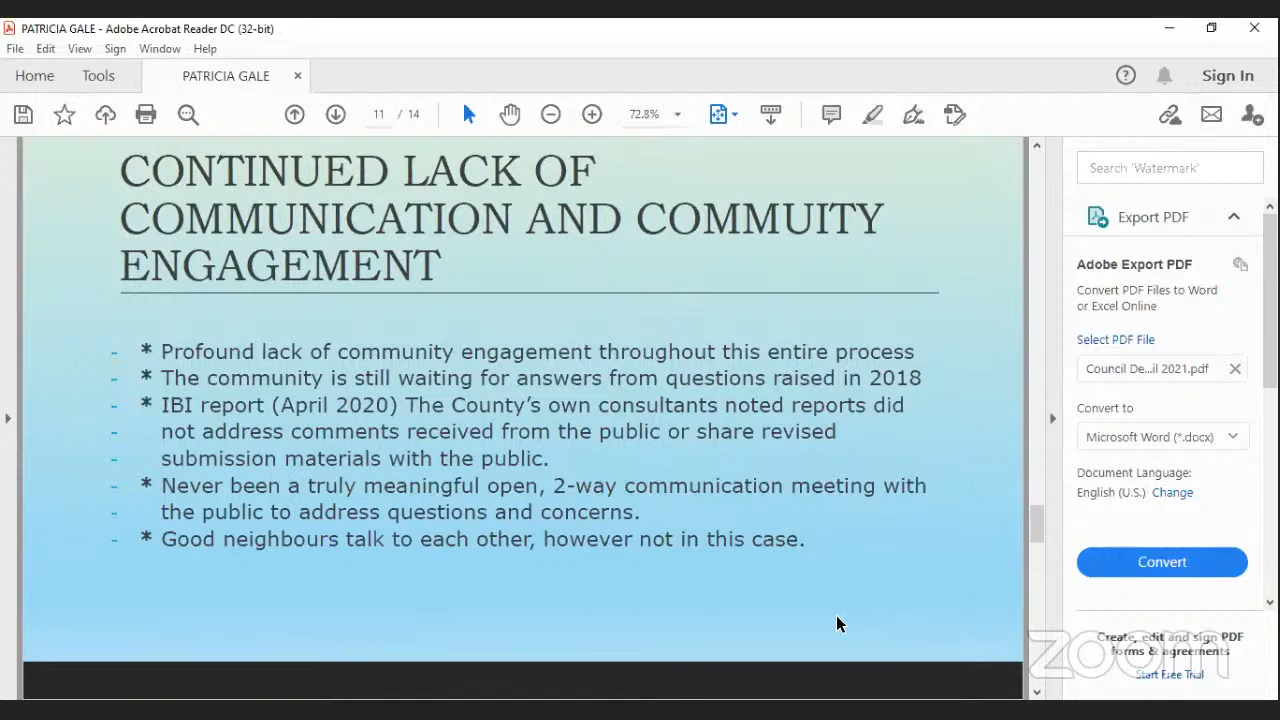 PATRICIA GALE - Adobe Acrobat Reader DC (32-bit)
File Edit View Sign Window Help
Home Tools PATRICIA GALE × Sign In
11 / 14 72.8%
CONTINUED LACK OF
COMMUNICATION AND COMMUITY
ENGAGEMENT
- * Profound lack of community engagement throughout this entire process
- * The community is still waiting for answers from questions raised in 2018
- * IBI report (April 2020) The County’s own consultants noted reports did
- not address comments received from the public or share revised
- submission materials with the public.
- * Never been a truly meaningful open, 2-way communication meeting with
- the public to address questions and concerns.
- * Good neighbours talk to each other, however not in this case.
Search 'Watermark'
Export PDF
Adobe Export PDF
Convert PDF Files to Word
or Excel Online
Select PDF File
Council De...il 2021.pdf
Convert to
Microsoft Word (*.docx)
Document Language:
English (U.S.) Change
Convert
Create, edit and sign PDF
forms & agreements
Start Free Trial
zoom